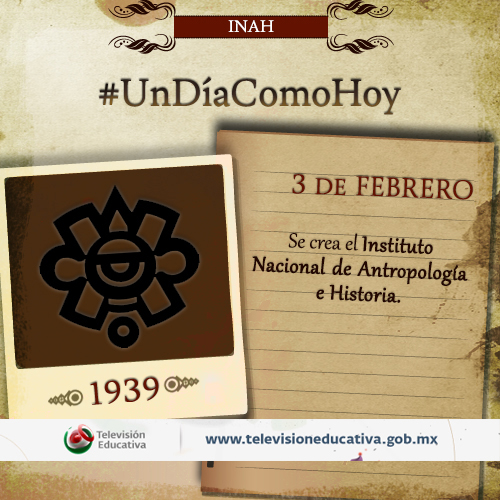 INAH
#UnDíaComoHoy
3 DE FEBRERO
Se crea el Instituto
Nacional de Antropología
e Historia.
1939
Televisión
Educativa
www.televisioneducativa.gob.mx